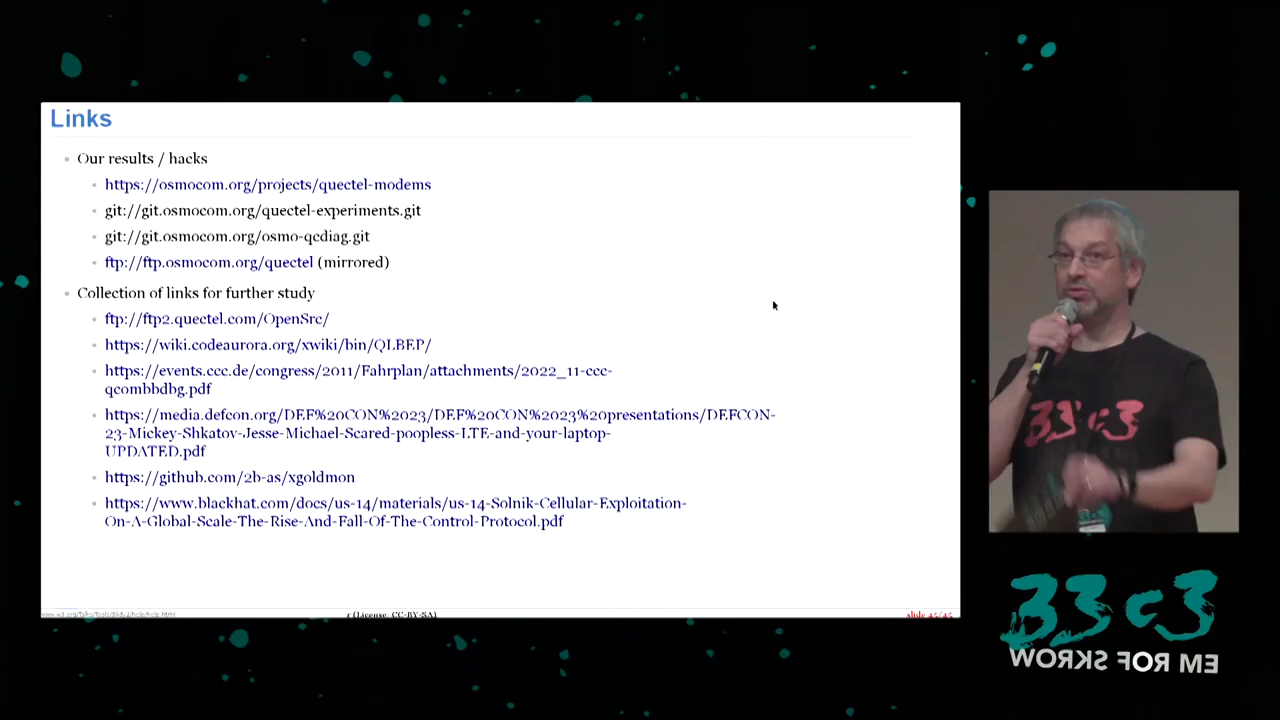 Links
Our results / hacks
https://osmocom.org/projects/quectel-modems
git://git.osmocom.org/quectel-experiments.git
git://git.osmocom.org/osmo-qcdiag.git
ftp://ftp.osmocom.org/quectel (mirrored)
Collection of links for further study
ftp://ftp2.quectel.com/OpenSrc/
https://wiki.codeaurora.org/xwiki/bin/QLBEP/
https://events.ccc.de/congress/2011/Fahrplan/attachments/2022_11-ccc-
qcombbdbg.pdf
https://media.defcon.org/DEF%20CON%2023/DEF%20CON%2023%20presentations/DEFCON-
23-Mickey-Shkatov-Jesse-Michael-Scared-poopless-LTE-and-your-laptop-
UPDATED.pdf
https://github.com/2b-as/xgoldmon
https://www.blackhat.com/docs/us-14/materials/us-14-Solnik-Cellular-Exploitation-
On-A-Global-Scale-The-Rise-And-Fall-Of-The-Control-Protocol.pdf
r (License: CC-BY-SA)
slide 45/45
33c3
33c3
WORKS FOR ME